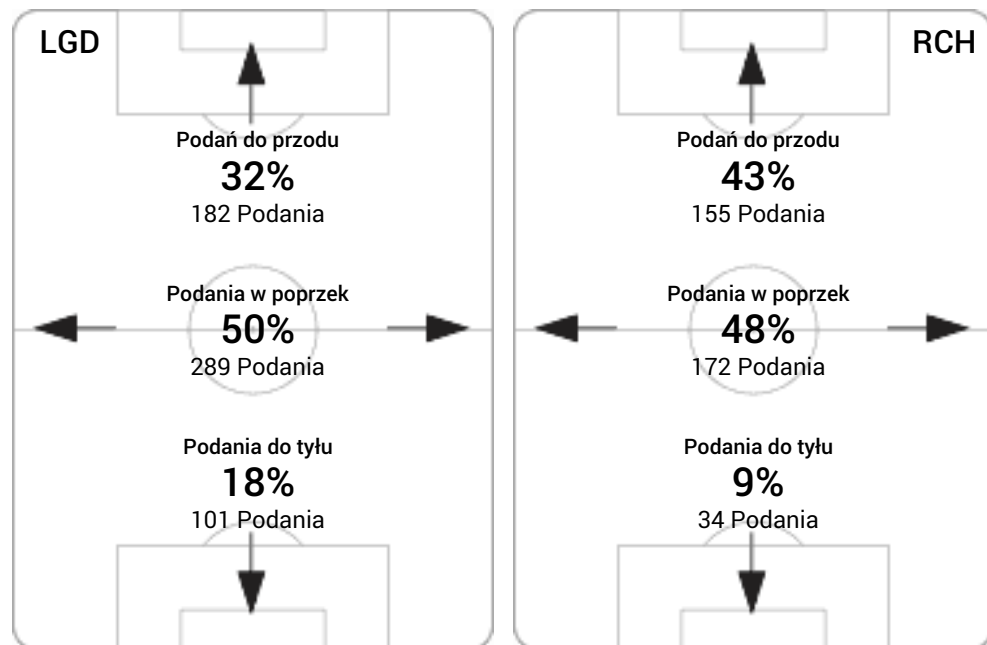 LGD
Podań do przodu
32%
182 Podania
Podania w poprzek
50%
289 Podania
Podania do tyłu
18%
101 Podania
RCH
Podań do przodu
43%
155 Podania
Podania w poprzek
48%
172 Podania
Podania do tyłu
9%
34 Podania